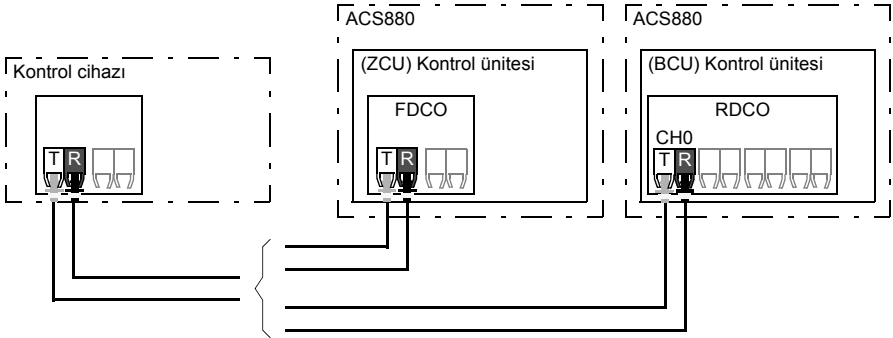 ACS880
ACS880
Kontrol cihazı
(ZCU) Kontrol ünitesi
(BCU) Kontrol ünitesi
FDCO
RDCO
CH0
T R
T R
T R